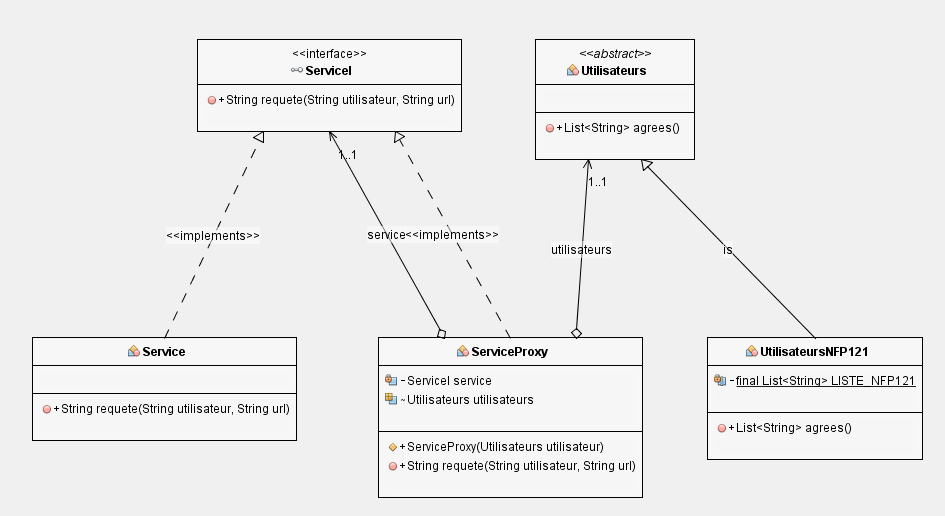 <<interface>>
ServiceI
+ String requete(String utilisateur, String url)
<<abstract>>
Utilisateurs
+ List<String> agrees()
1..1
1..1
<<implements>>
service
<<implements>>
utilisateurs
is
Service
+ String requete(String utilisateur, String url)
ServiceProxy
- ServiceI service
~ Utilisateurs utilisateurs
+ ServiceProxy(Utilisateurs utilisateur)
+ String requete(String utilisateur, String url)
UtilisateursNFP121
- final List<String> LISTE_NFP121
+ List<String> agrees()